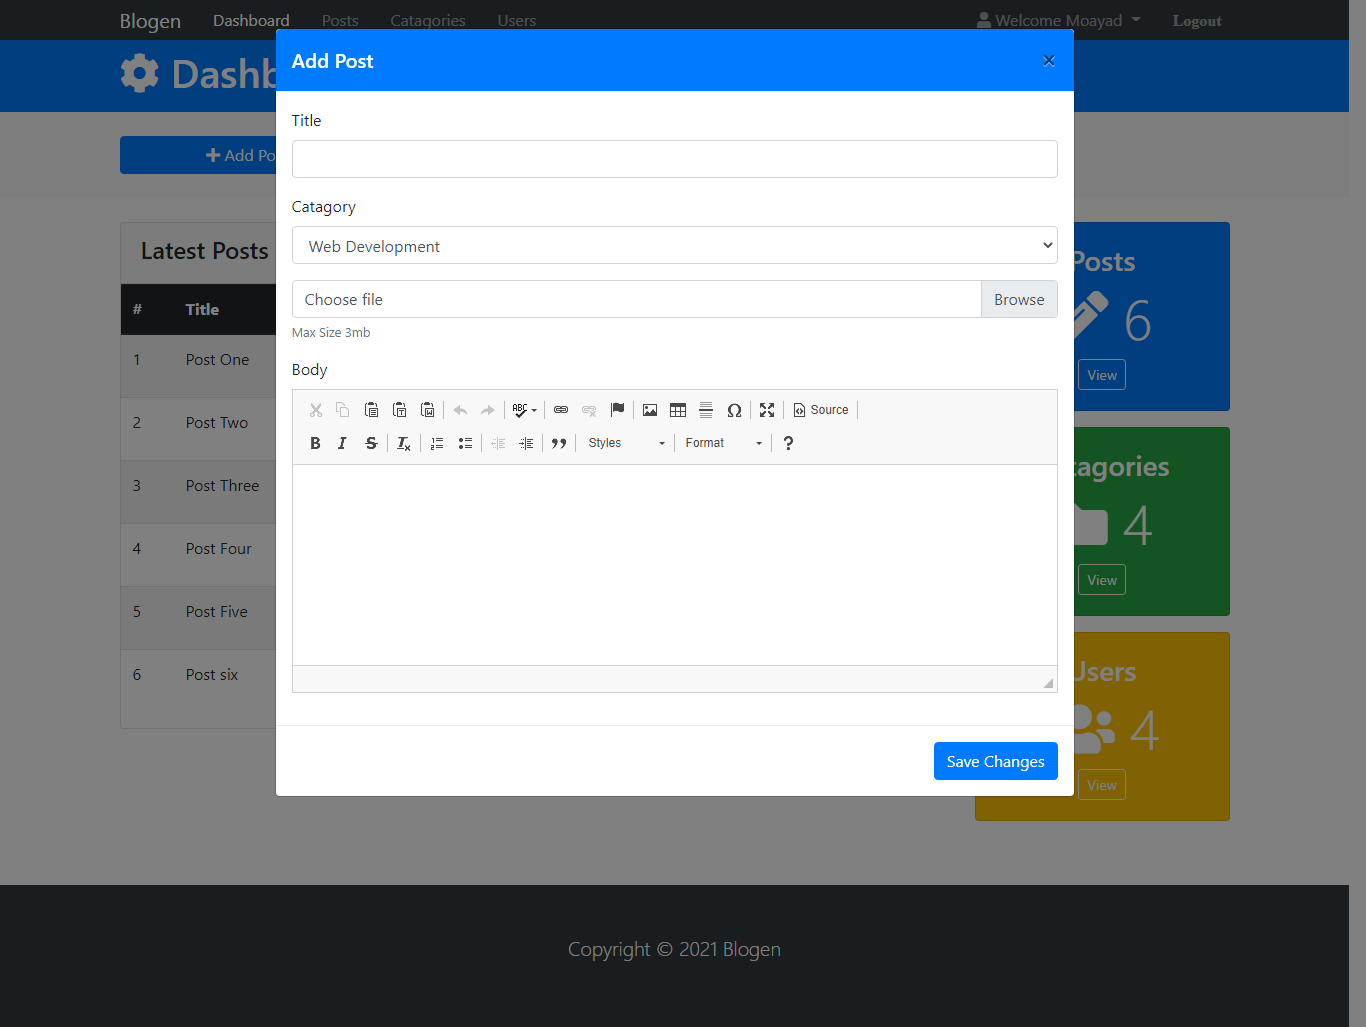 Blogen Dashboard Posts Catagories Users Welcome Moayad Logout
Dashb
Add Post ×
Title
Catagory
Web Development
Choose file Browse
Max Size 3mb
Body
ABC Ω Source
B I S Tx Styles Format ?
Save Changes
Add Po
Latest Posts
# Title
1 Post One
2 Post Two
3 Post Three
4 Post Four
5 Post Five
6 Post six
Posts
6
View
tagories
4
View
Users
4
View
Copyright © 2021 Blogen